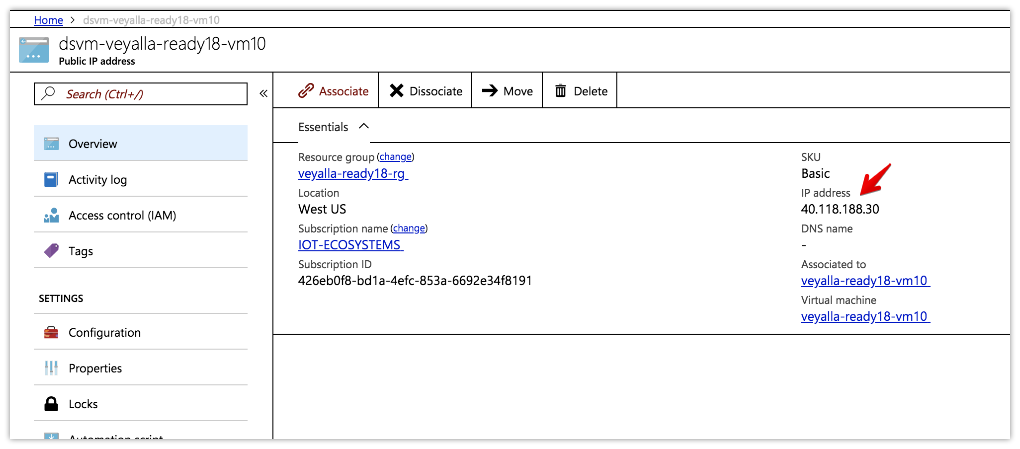 Home > dsvm-veyalla-ready18-vm10
dsvm-veyalla-ready18-vm10
Public IP address
Search (Ctrl+/)
«
Overview
Activity log
Access control (IAM)
Tags
SETTINGS
Configuration
Properties
Locks
Automation script
Associate
Dissociate
Move
Delete
Essentials
Resource group (change)
veyalla-ready18-rg
Location
West US
Subscription name (change)
IOT-ECOSYSTEMS
Subscription ID
426eb0f8-bd1a-4efc-853a-6692e34f8191
SKU
Basic
IP address
40.118.188.30
DNS name
-
Associated to
veyalla-ready18-vm10
Virtual machine
veyalla-ready18-vm10